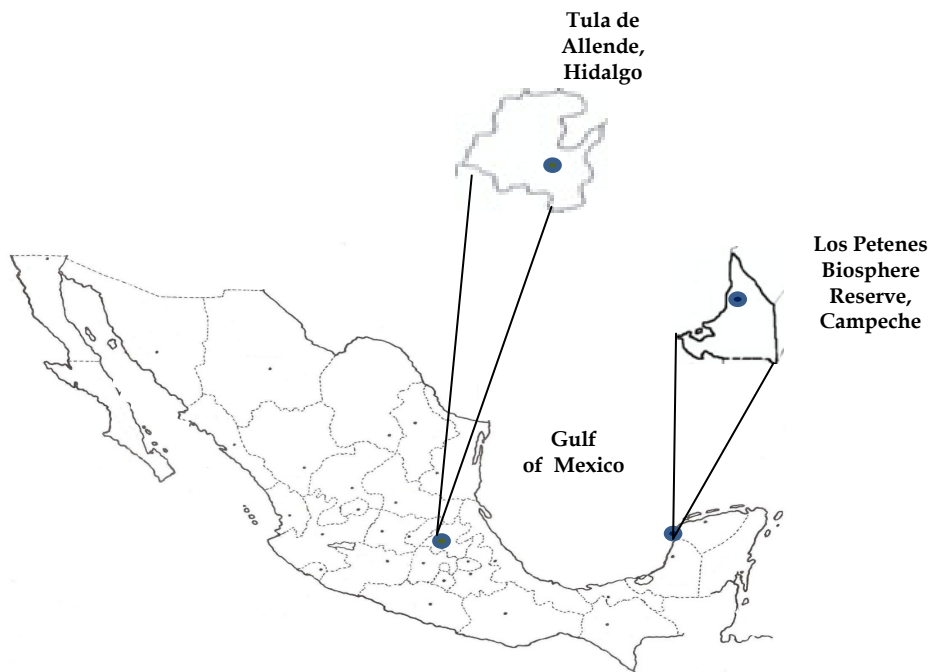 Tula de
Allende,
Hidalgo
Los Petenes
Biosphere
Reserve,
Campeche
Gulf
of Mexico